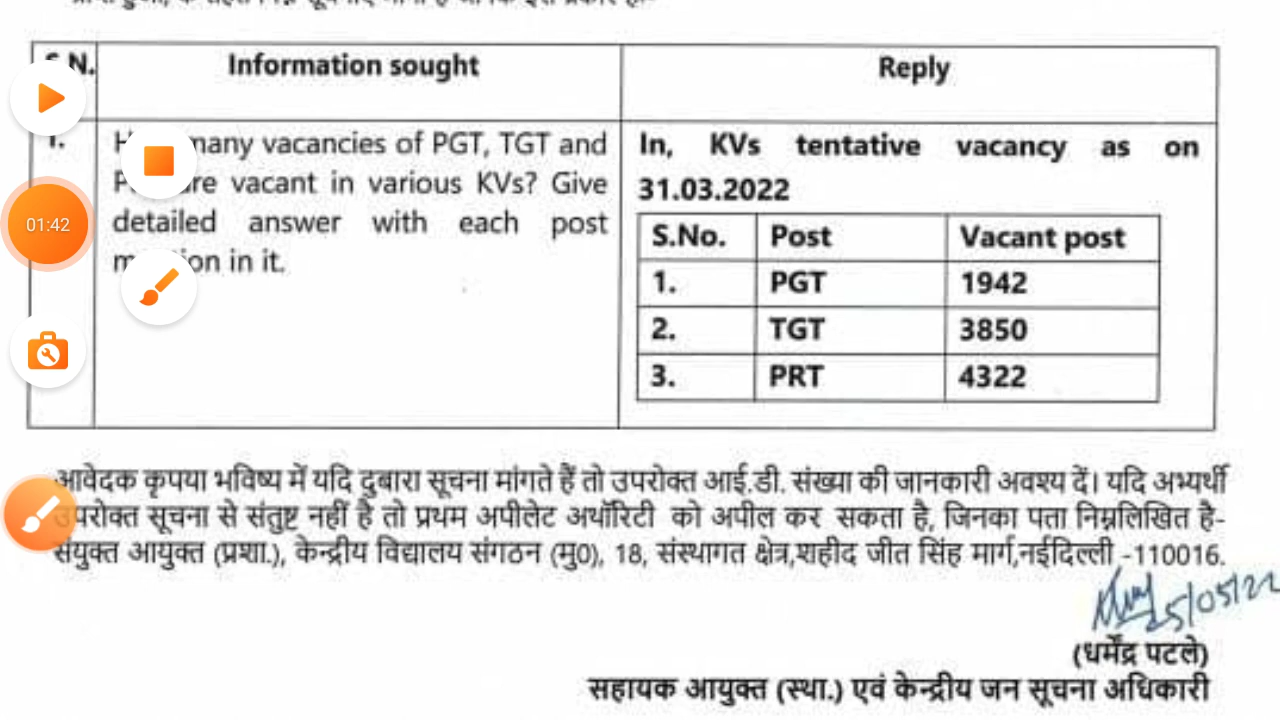 S.N. Information sought Reply
1. How many vacancies of PGT, TGT and
PRT are vacant in various KVs? Give
detailed answer with each post
mention in it.
In, KVs tentative vacancy as on
31.03.2022
S.No. Post Vacant post
1. PGT 1942
2. TGT 3850
3. PRT 4322
01:42
आवेदक कृपया भविष्य में यदि दुबारा सूचना मांगते हैं तो उपरोक्त आई.डी. संख्या की जानकारी अवश्य दें। यदि अभ्यर्थी
उपरोक्त सूचना से संतुष्ट नहीं है तो प्रथम अपीलेट अथॉरिटी को अपील कर सकता है, जिनका पता निम्नलिखित है-
संयुक्त आयुक्त (प्रशा.), केन्द्रीय विद्यालय संगठन (मु0), 18, संस्थागत क्षेत्र,शहीद जीत सिंह मार्ग,नईदिल्ली -110016.
25/05/22
(धर्मेंद्र पटले)
सहायक आयुक्त (स्था.) एवं केन्द्रीय जन सूचना अधिकारी